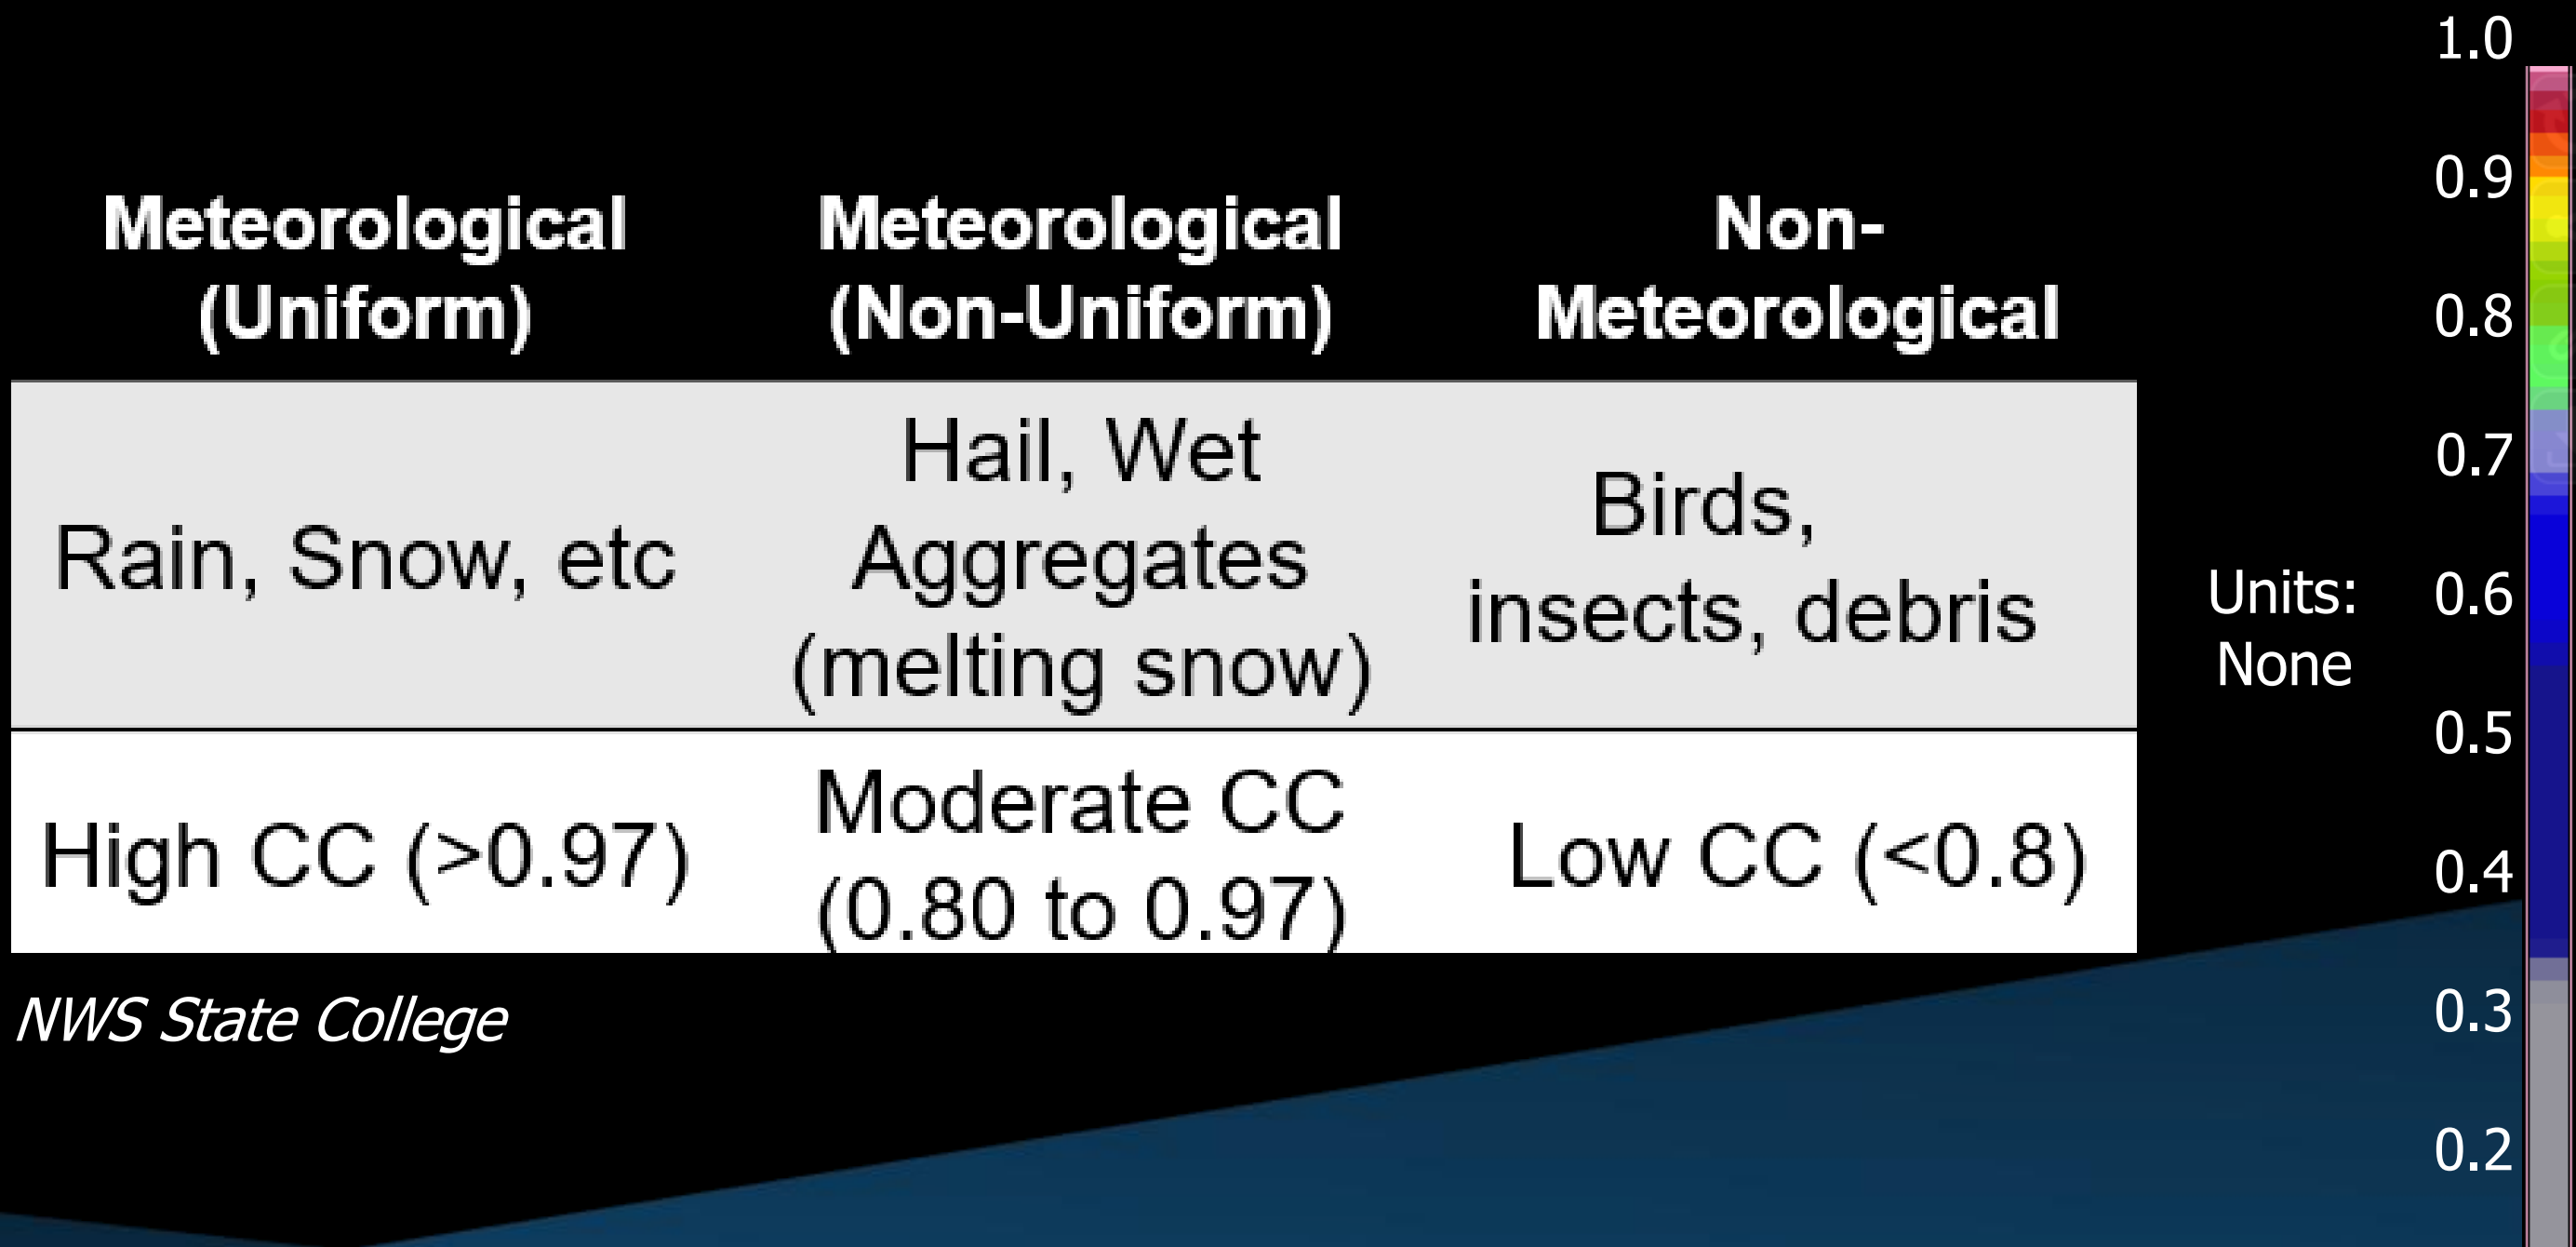 Meteorological
(Uniform)
Meteorological
(Non-Uniform)
Non-
Meteorological
Rain, Snow, etc
Hail, Wet
Aggregates
(melting snow)
Birds,
insects, debris
High CC (>0.97)
Moderate CC
(0.80 to 0.97)
Low CC (<0.8)
NWS State College
Units:
None
1.0
0.9
0.8
0.7
0.6
0.5
0.4
0.3
0.2